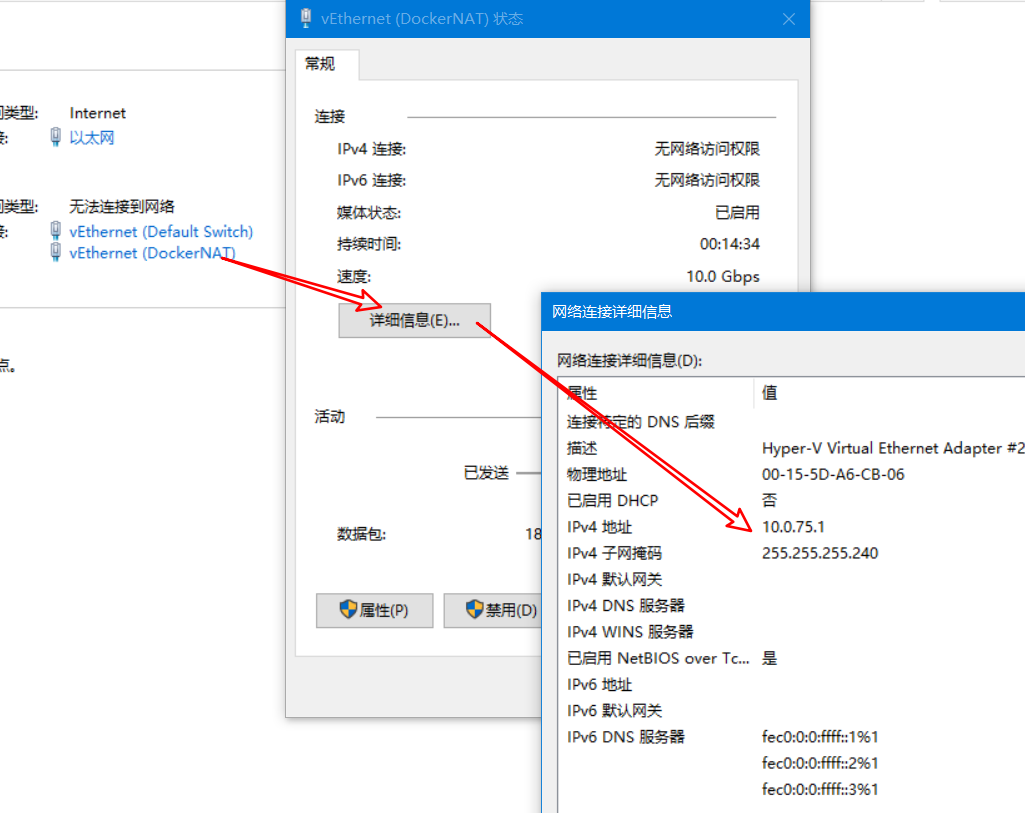 vEthernet (DockerNAT) 状态
常规
类型:
Internet
以太网
类型:
无法连接到网络
vEthernet (Default Switch)
vEthernet (DockerNAT)
点。
连接
IPv4 连接:
无网络访问权限
IPv6 连接:
无网络访问权限
媒体状态:
已启用
持续时间:
00:14:34
速度:
10.0 Gbps
详细信息(E)...
活动
已发送
数据包:
18
属性(P)
禁用(D)
网络连接详细信息
网络连接详细信息(D):
属性
值
连接特定的 DNS 后缀
描述
Hyper-V Virtual Ethernet Adapter #2
物理地址
00-15-5D-A6-CB-06
已启用 DHCP
否
IPv4 地址
10.0.75.1
IPv4 子网掩码
255.255.255.240
IPv4 默认网关
IPv4 DNS 服务器
IPv4 WINS 服务器
已启用 NetBIOS over Tc...
是
IPv6 地址
IPv6 默认网关
IPv6 DNS 服务器
fec0:0:0:ffff::1%1
fec0:0:0:ffff::2%1
fec0:0:0:ffff::3%1